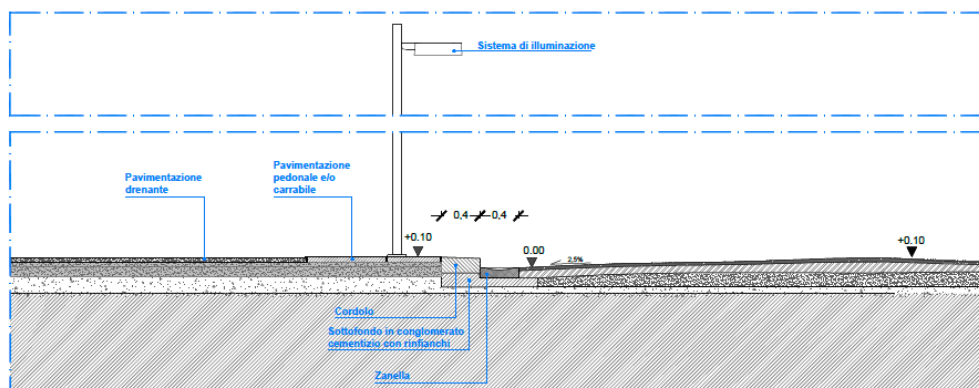 Sistema di illuminazione
Pavimentazione
drenante
Pavimentazione
pedonale e/o
carrabile
0,4
0,4
+0.10
0.00
2,5%
+0.10
Cordolo
Sottofondo in conglomerato
cementizio con rinfianchi
Zanella